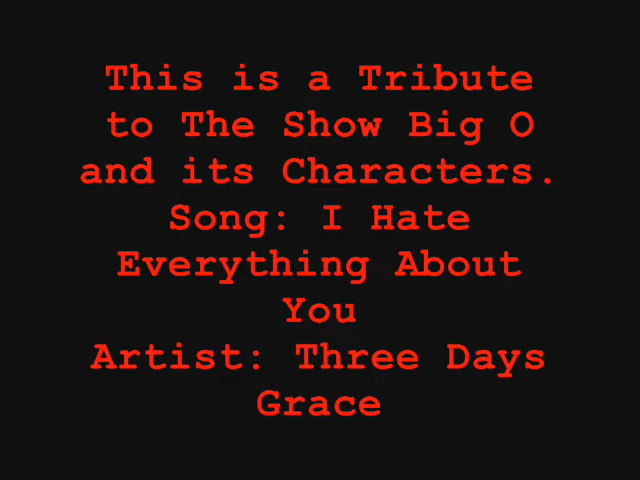 This is a Tribute
to The Show Big O
and its Characters.
Song: I Hate
Everything About
You
Artist: Three Days
Grace